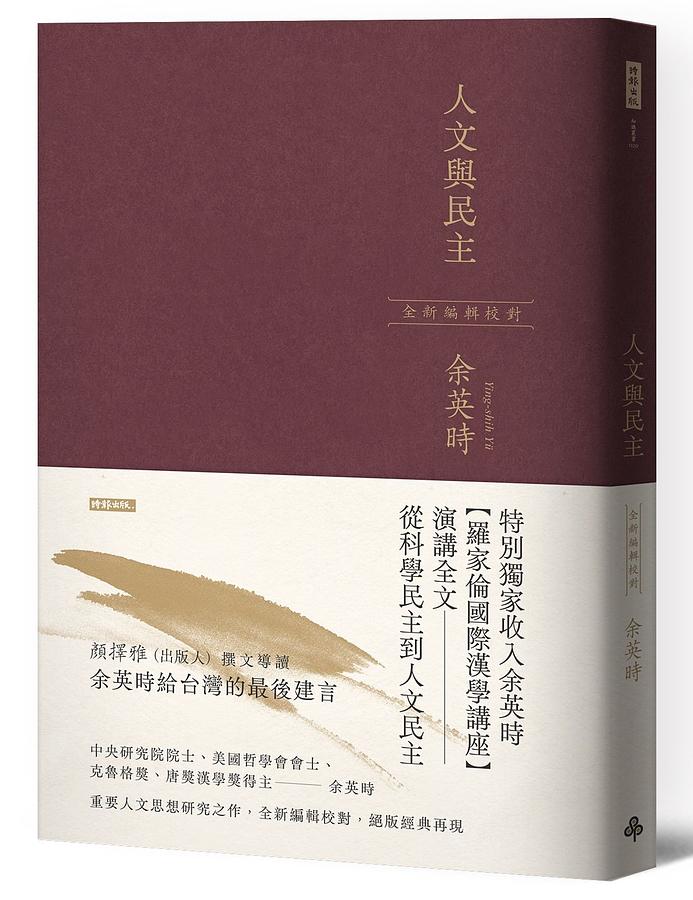 人文與民主
全新編輯校對
余英時
Ying-shih Yü
時報出版
特別獨家收入余英時
【羅家倫國際漢學講座】
演講全文——
從科學民主到人文民主
顏擇雅（出版人）撰文導讀
余英時給台灣的最後建言
中央研究院院士、美國哲學會會士、
克魯格獎、唐獎漢學獎得主——余英時
重要人文思想研究之作，全新編輯校對，絕版經典再現
時報出版
人文與民主
全新編輯校對
余英時